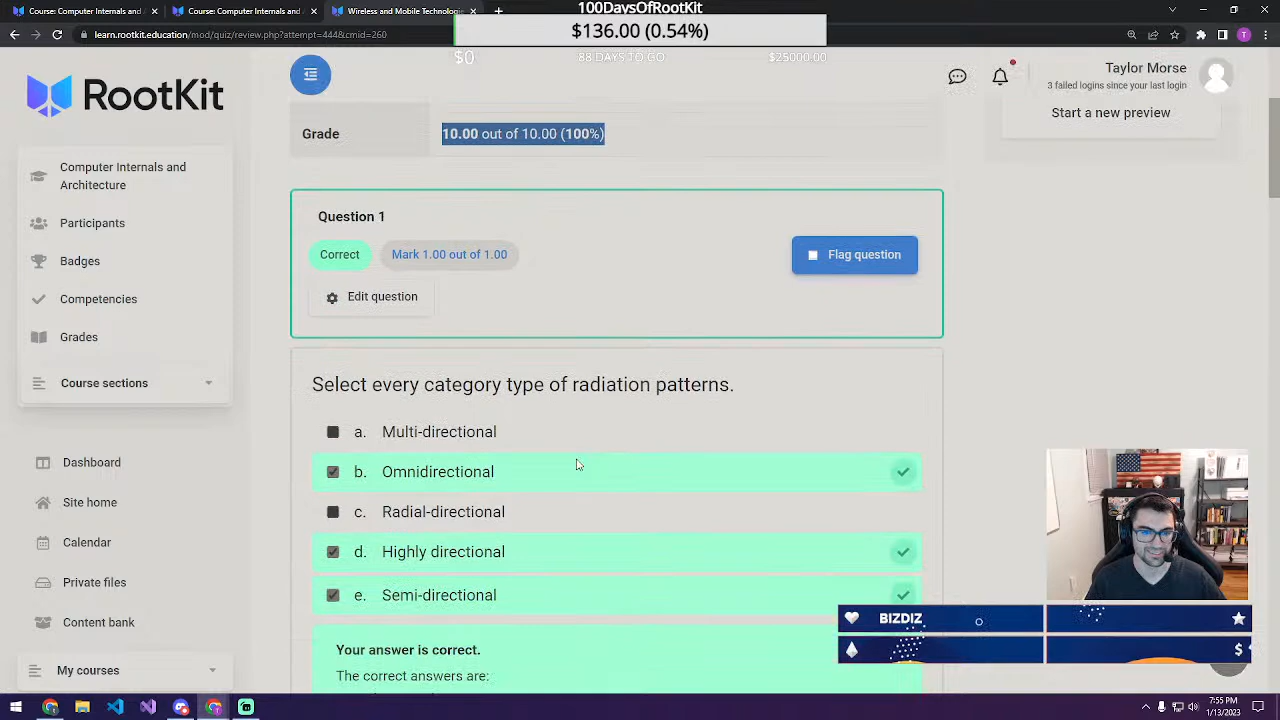 100DaysOfRootKit
Course: Computer Internals and
Course: Computer Internals and
Wireless and Mobile Technologie
learn.rootkit.education/mod/quiz/review.php?attempt=444&cmid=260
$136.00 (0.54%)
$0
88 DAYS TO GO
$25000.00
RootKit
Taylor Morse
3 failed logins since your last login
Start a new preview
Grade
10.00 out of 10.00 (100%)
Computer Internals and
Architecture
Participants
Badges
Competencies
Grades
Course sections
Dashboard
Site home
Calendar
Private files
Content bank
My courses
Question 1
Correct
Mark 1.00 out of 1.00
Flag question
Edit question
Select every category type of radiation patterns.
a. Multi-directional
b. Omnidirectional
c. Radial-directional
d. Highly directional
e. Semi-directional
Your answer is correct.
The correct answers are:
BIZDIZ
$
7:55 PM
1/13/2023